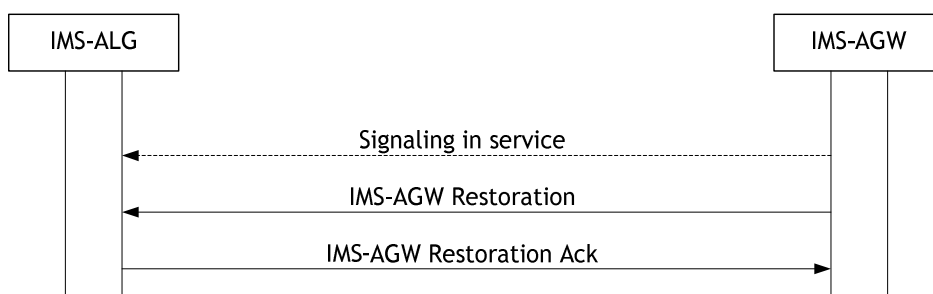 IMS-ALG
IMS-AGW
Signaling in service
IMS-AGW Restoration
IMS-AGW Restoration Ack